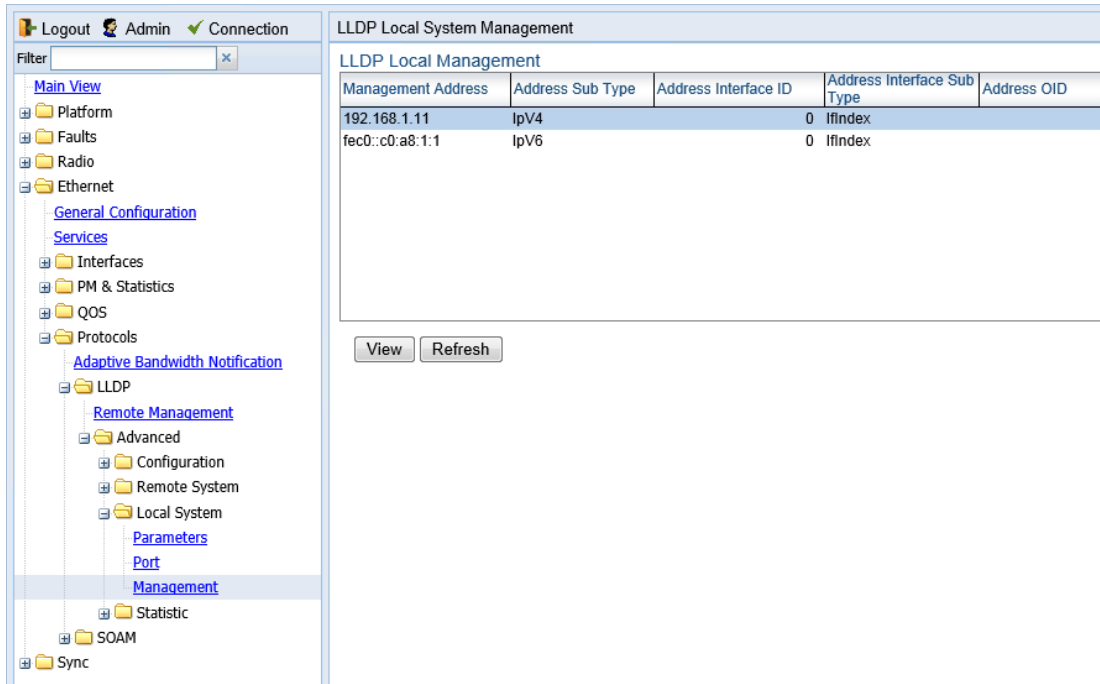 Logout Admin Connection
Filter
Main View
Platform
Faults
Radio
Ethernet
General Configuration
Services
Interfaces
PM & Statistics
QOS
Protocols
Adaptive Bandwidth Notification
LLDP
Remote Management
Advanced
Configuration
Remote System
Local System
Parameters
Port
Management
Statistic
SOAM
Sync
LLDP Local System Management
LLDP Local Management
Management Address Address Sub Type Address Interface ID Address Interface Sub Type Address OID
192.168.1.11 IpV4 0 IfIndex
fec0::c0:a8:1:1 IpV6 0 IfIndex
View Refresh